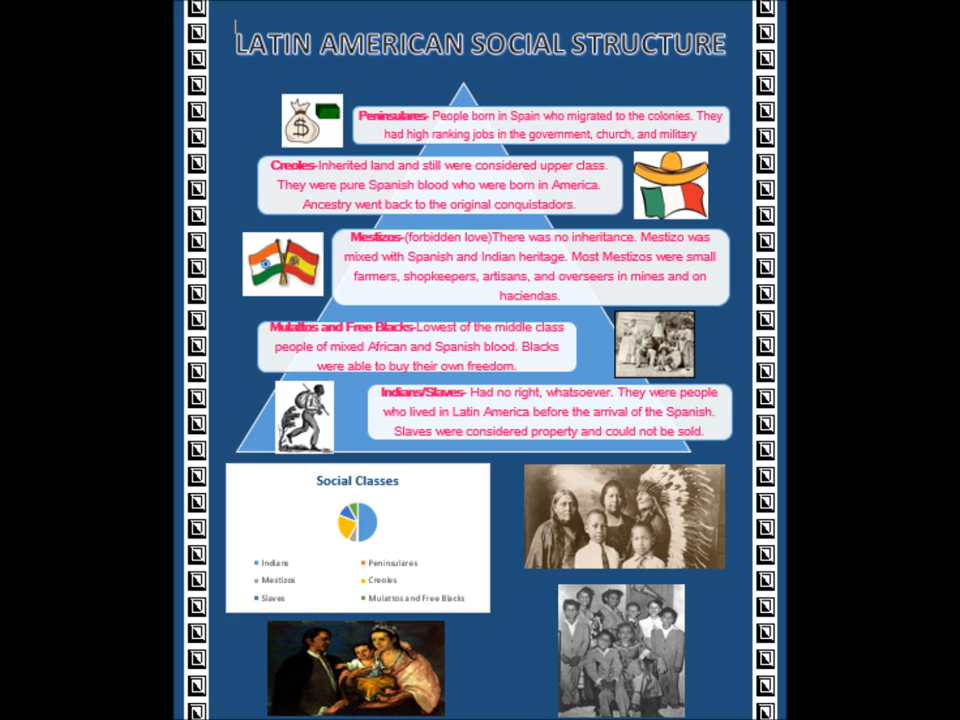 LATIN AMERICAN SOCIAL STRUCTURE
Peninsulares- People born in Spain who migrated to the colonies. They
had high ranking jobs in the government, church, and military
Creoles-Inherited land and still were considered upper class.
They were pure Spanish blood who were born in America.
Ancestry went back to the original conquistadors.
Mestizos-(forbidden love)There was no inheritance. Mestizo was
mixed with Spanish and Indian heritage. Most Mestizos were small
farmers, shopkeepers, artisans, and overseers in mines and on
haciendas.
Mulattos and Free Blacks-Lowest of the middle class
people of mixed African and Spanish blood. Blacks
were able to buy their own freedom.
Indians/Slaves- Had no right, whatsoever. They were people
who lived in Latin America before the arrival of the Spanish.
Slaves were considered property and could not be sold.
Social Classes
Indians
Peninsulares
Mestizos
Creoles
Slaves
Mulattos and Free Blacks
$